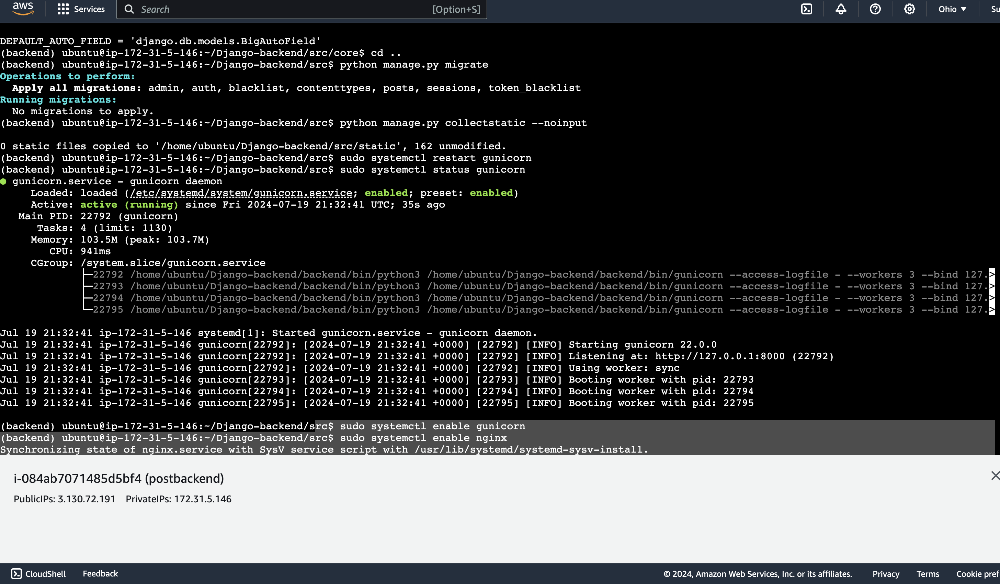 aws Services Search [Option+S] Ohio Su
DEFAULT_AUTO_FIELD = 'django.db.models.BigAutoField'
(backend) ubuntu@ip-172-31-5-146:~/Django-backend/src/core$ cd ..
(backend) ubuntu@ip-172-31-5-146:~/Django-backend/src$ python manage.py migrate
Operations to perform:
  Apply all migrations: admin, auth, blacklist, contenttypes, posts, sessions, token_blacklist
Running migrations:
  No migrations to apply.
(backend) ubuntu@ip-172-31-5-146:~/Django-backend/src$ python manage.py collectstatic --noinput
0 static files copied to '/home/ubuntu/Django-backend/src/static', 162 unmodified.
(backend) ubuntu@ip-172-31-5-146:~/Django-backend/src$ sudo systemctl restart gunicorn
(backend) ubuntu@ip-172-31-5-146:~/Django-backend/src$ sudo systemctl status gunicorn
● gunicorn.service - gunicorn daemon
     Loaded: loaded (/etc/systemd/system/gunicorn.service; enabled; preset: enabled)
     Active: active (running) since Fri 2024-07-19 21:32:41 UTC; 35s ago
   Main PID: 22792 (gunicorn)
      Tasks: 4 (limit: 1130)
     Memory: 103.5M (peak: 103.7M)
        CPU: 941ms
     CGroup: /system.slice/gunicorn.service
             ├─22792 /home/ubuntu/Django-backend/backend/bin/python3 /home/ubuntu/Django-backend/backend/bin/gunicorn --access-logfile - --workers 3 --bind 127.>
             ├─22793 /home/ubuntu/Django-backend/backend/bin/python3 /home/ubuntu/Django-backend/backend/bin/gunicorn --access-logfile - --workers 3 --bind 127.>
             ├─22794 /home/ubuntu/Django-backend/backend/bin/python3 /home/ubuntu/Django-backend/backend/bin/gunicorn --access-logfile - --workers 3 --bind 127.>
             └─22795 /home/ubuntu/Django-backend/backend/bin/python3 /home/ubuntu/Django-backend/backend/bin/gunicorn --access-logfile - --workers 3 --bind 127.>
Jul 19 21:32:41 ip-172-31-5-146 systemd[1]: Started gunicorn.service - gunicorn daemon.
Jul 19 21:32:41 ip-172-31-5-146 gunicorn[22792]: [2024-07-19 21:32:41 +0000] [22792] [INFO] Starting gunicorn 22.0.0
Jul 19 21:32:41 ip-172-31-5-146 gunicorn[22792]: [2024-07-19 21:32:41 +0000] [22792] [INFO] Listening at: http://127.0.0.1:8000 (22792)
Jul 19 21:32:41 ip-172-31-5-146 gunicorn[22792]: [2024-07-19 21:32:41 +0000] [22792] [INFO] Using worker: sync
Jul 19 21:32:41 ip-172-31-5-146 gunicorn[22793]: [2024-07-19 21:32:41 +0000] [22793] [INFO] Booting worker with pid: 22793
Jul 19 21:32:41 ip-172-31-5-146 gunicorn[22794]: [2024-07-19 21:32:41 +0000] [22794] [INFO] Booting worker with pid: 22794
Jul 19 21:32:41 ip-172-31-5-146 gunicorn[22795]: [2024-07-19 21:32:41 +0000] [22795] [INFO] Booting worker with pid: 22795
(backend) ubuntu@ip-172-31-5-146:~/Django-backend/src$ sudo systemctl enable gunicorn
(backend) ubuntu@ip-172-31-5-146:~/Django-backend/src$ sudo systemctl enable nginx
Synchronizing state of nginx.service with SysV service script with /usr/lib/systemd/systemd-sysv-install.
i-084ab7071485d5bf4 (postbackend)
PublicIPs: 3.130.72.191 PrivateIPs: 172.31.5.146
CloudShell Feedback © 2024, Amazon Web Services, Inc. or its affiliates. Privacy Terms Cookie pref